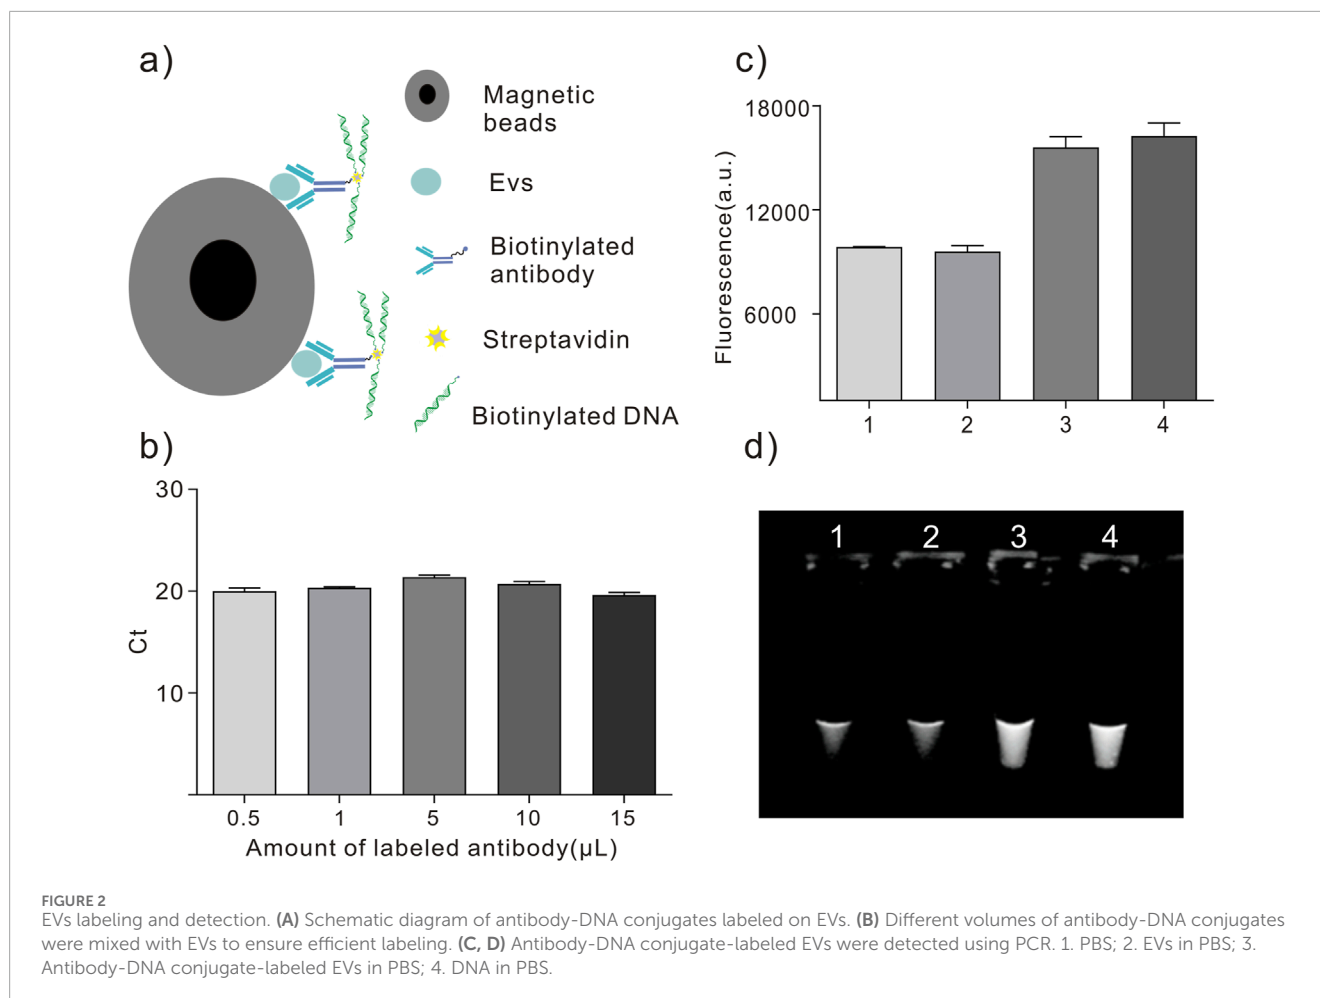 a)
Magnetic
beads
Evs
Biotinylated
antibody
Streptavidin
Biotinylated DNA
b)
30
20
10
Ct
0.5 1 5 10 15
Amount of labeled antibody(μL)
c)
18000
12000
6000
Fluorescence(a.u.)
1 2 3 4
d)
1 2 3 4
FIGURE 2
EVs labeling and detection. (A) Schematic diagram of antibody-DNA conjugates labeled on EVs. (B) Different volumes of antibody-DNA conjugates
were mixed with EVs to ensure efficient labeling. (C, D) Antibody-DNA conjugate-labeled EVs were detected using PCR. 1. PBS; 2. EVs in PBS; 3.
Antibody-DNA conjugate-labeled EVs in PBS; 4. DNA in PBS.